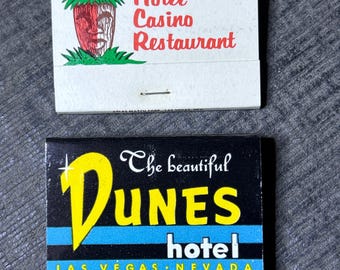 Hotel
Casino
Restaurant
The beautiful
DUNES
hotel
LAS VEGAS • NEVADA